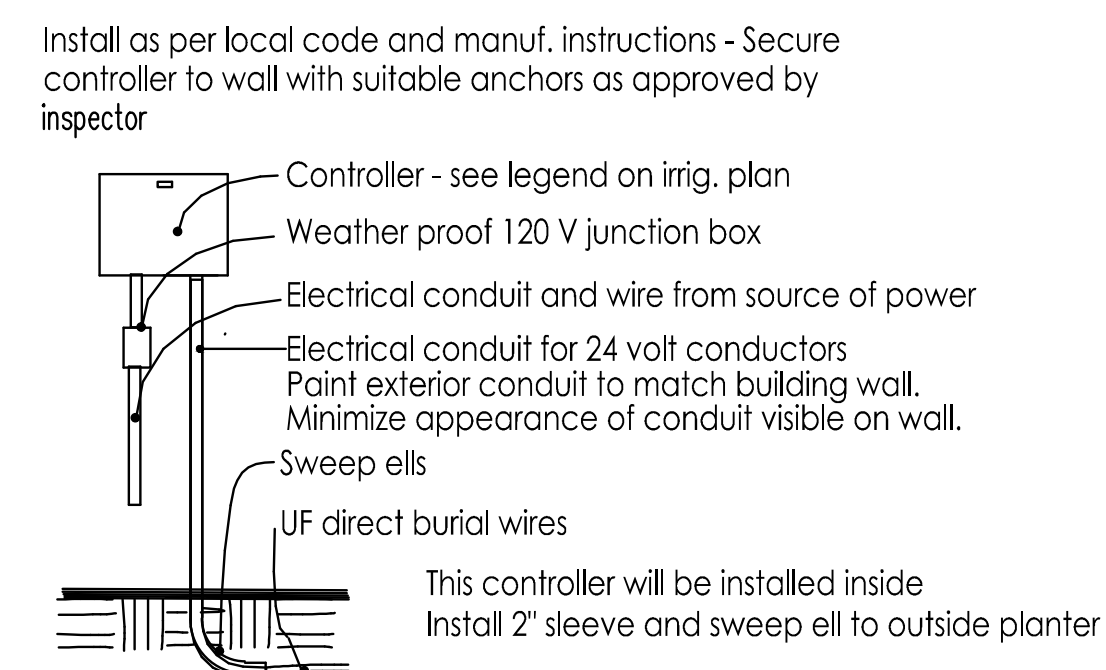 Install as per local code and manuf. instructions - Secure
controller to wall with suitable anchors as approved by
inspector
Controller - see legend on irrig. plan
Weather proof 120 V junction box
Electrical conduit and wire from source of power
Electrical conduit for 24 volt conductors
Paint exterior conduit to match building wall.
Minimize appearance of conduit visible on wall.
Sweep ells
UF direct burial wires
This controller will be installed inside
Install 2" sleeve and sweep ell to outside planter